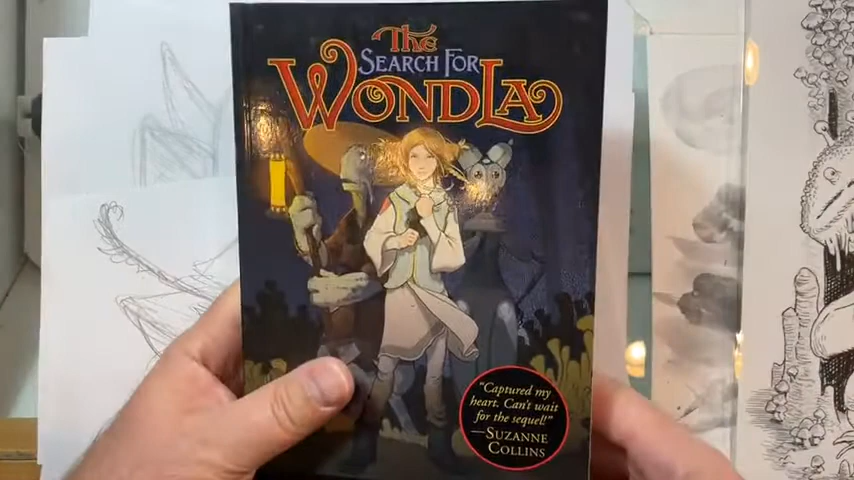 The
SEARCH FOR
WONDLA
"Captured my
heart. Can't wait
for the sequel!"
—SUZANNE
COLLINS